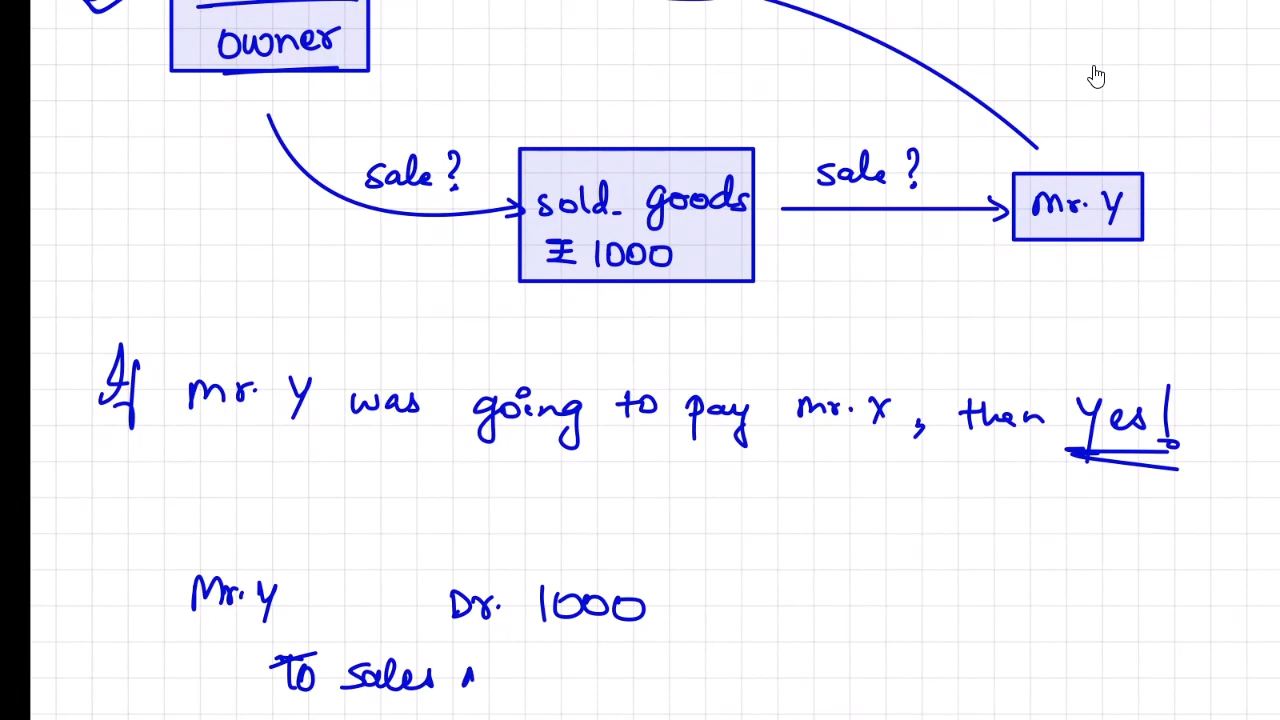 owner
sale?
sale?
sold goods
₹ 1000
Mr. Y
If Mr. Y was going to pay Mr. X, then Yes!
Mr. Y Dr. 1000
To sales